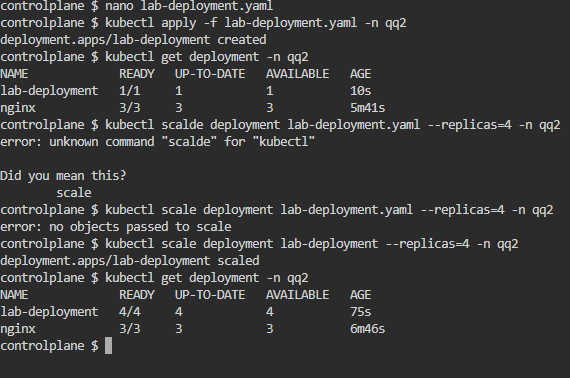 controlplane $ nano lab-deployment.yaml
controlplane $ kubectl apply -f lab-deployment.yaml -n qq2
deployment.apps/lab-deployment created
controlplane $ kubectl get deployment -n qq2
NAME READY UP-TO-DATE AVAILABLE AGE
lab-deployment 1/1 1 1 10s
nginx 3/3 3 3 5m41s
controlplane $ kubectl scalde deployment lab-deployment.yaml --replicas=4 -n qq2
error: unknown command "scalde" for "kubectl"
Did you mean this?
scale
controlplane $ kubectl scale deployment lab-deployment.yaml --replicas=4 -n qq2
error: no objects passed to scale
controlplane $ kubectl scale deployment lab-deployment --replicas=4 -n qq2
deployment.apps/lab-deployment scaled
controlplane $ kubectl get deployment -n qq2
NAME READY UP-TO-DATE AVAILABLE AGE
lab-deployment 4/4 4 4 75s
nginx 3/3 3 3 6m46s
controlplane $